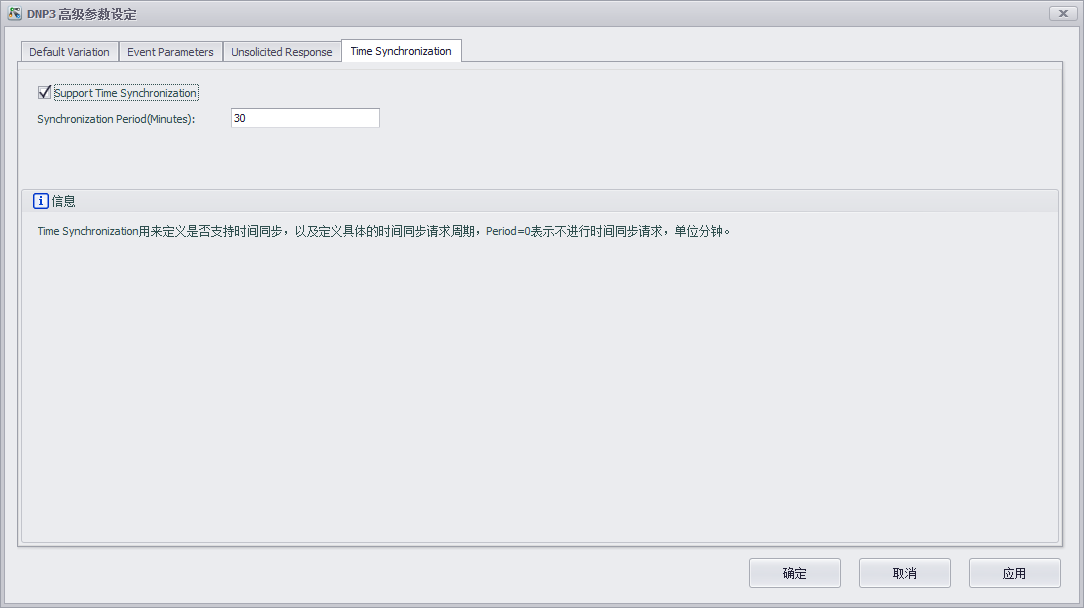 DNP3 高级参数设定
Default Variation
Event Parameters
Unsolicited Response
Time Synchronization
Support Time Synchronization
Synchronization Period(Minutes):
30
信息
Time Synchronization用来定义是否支持时间同步，以及定义具体的时间同步请求周期，Period=0表示不进行时间同步请求，单位分钟。
确定
取消
应用